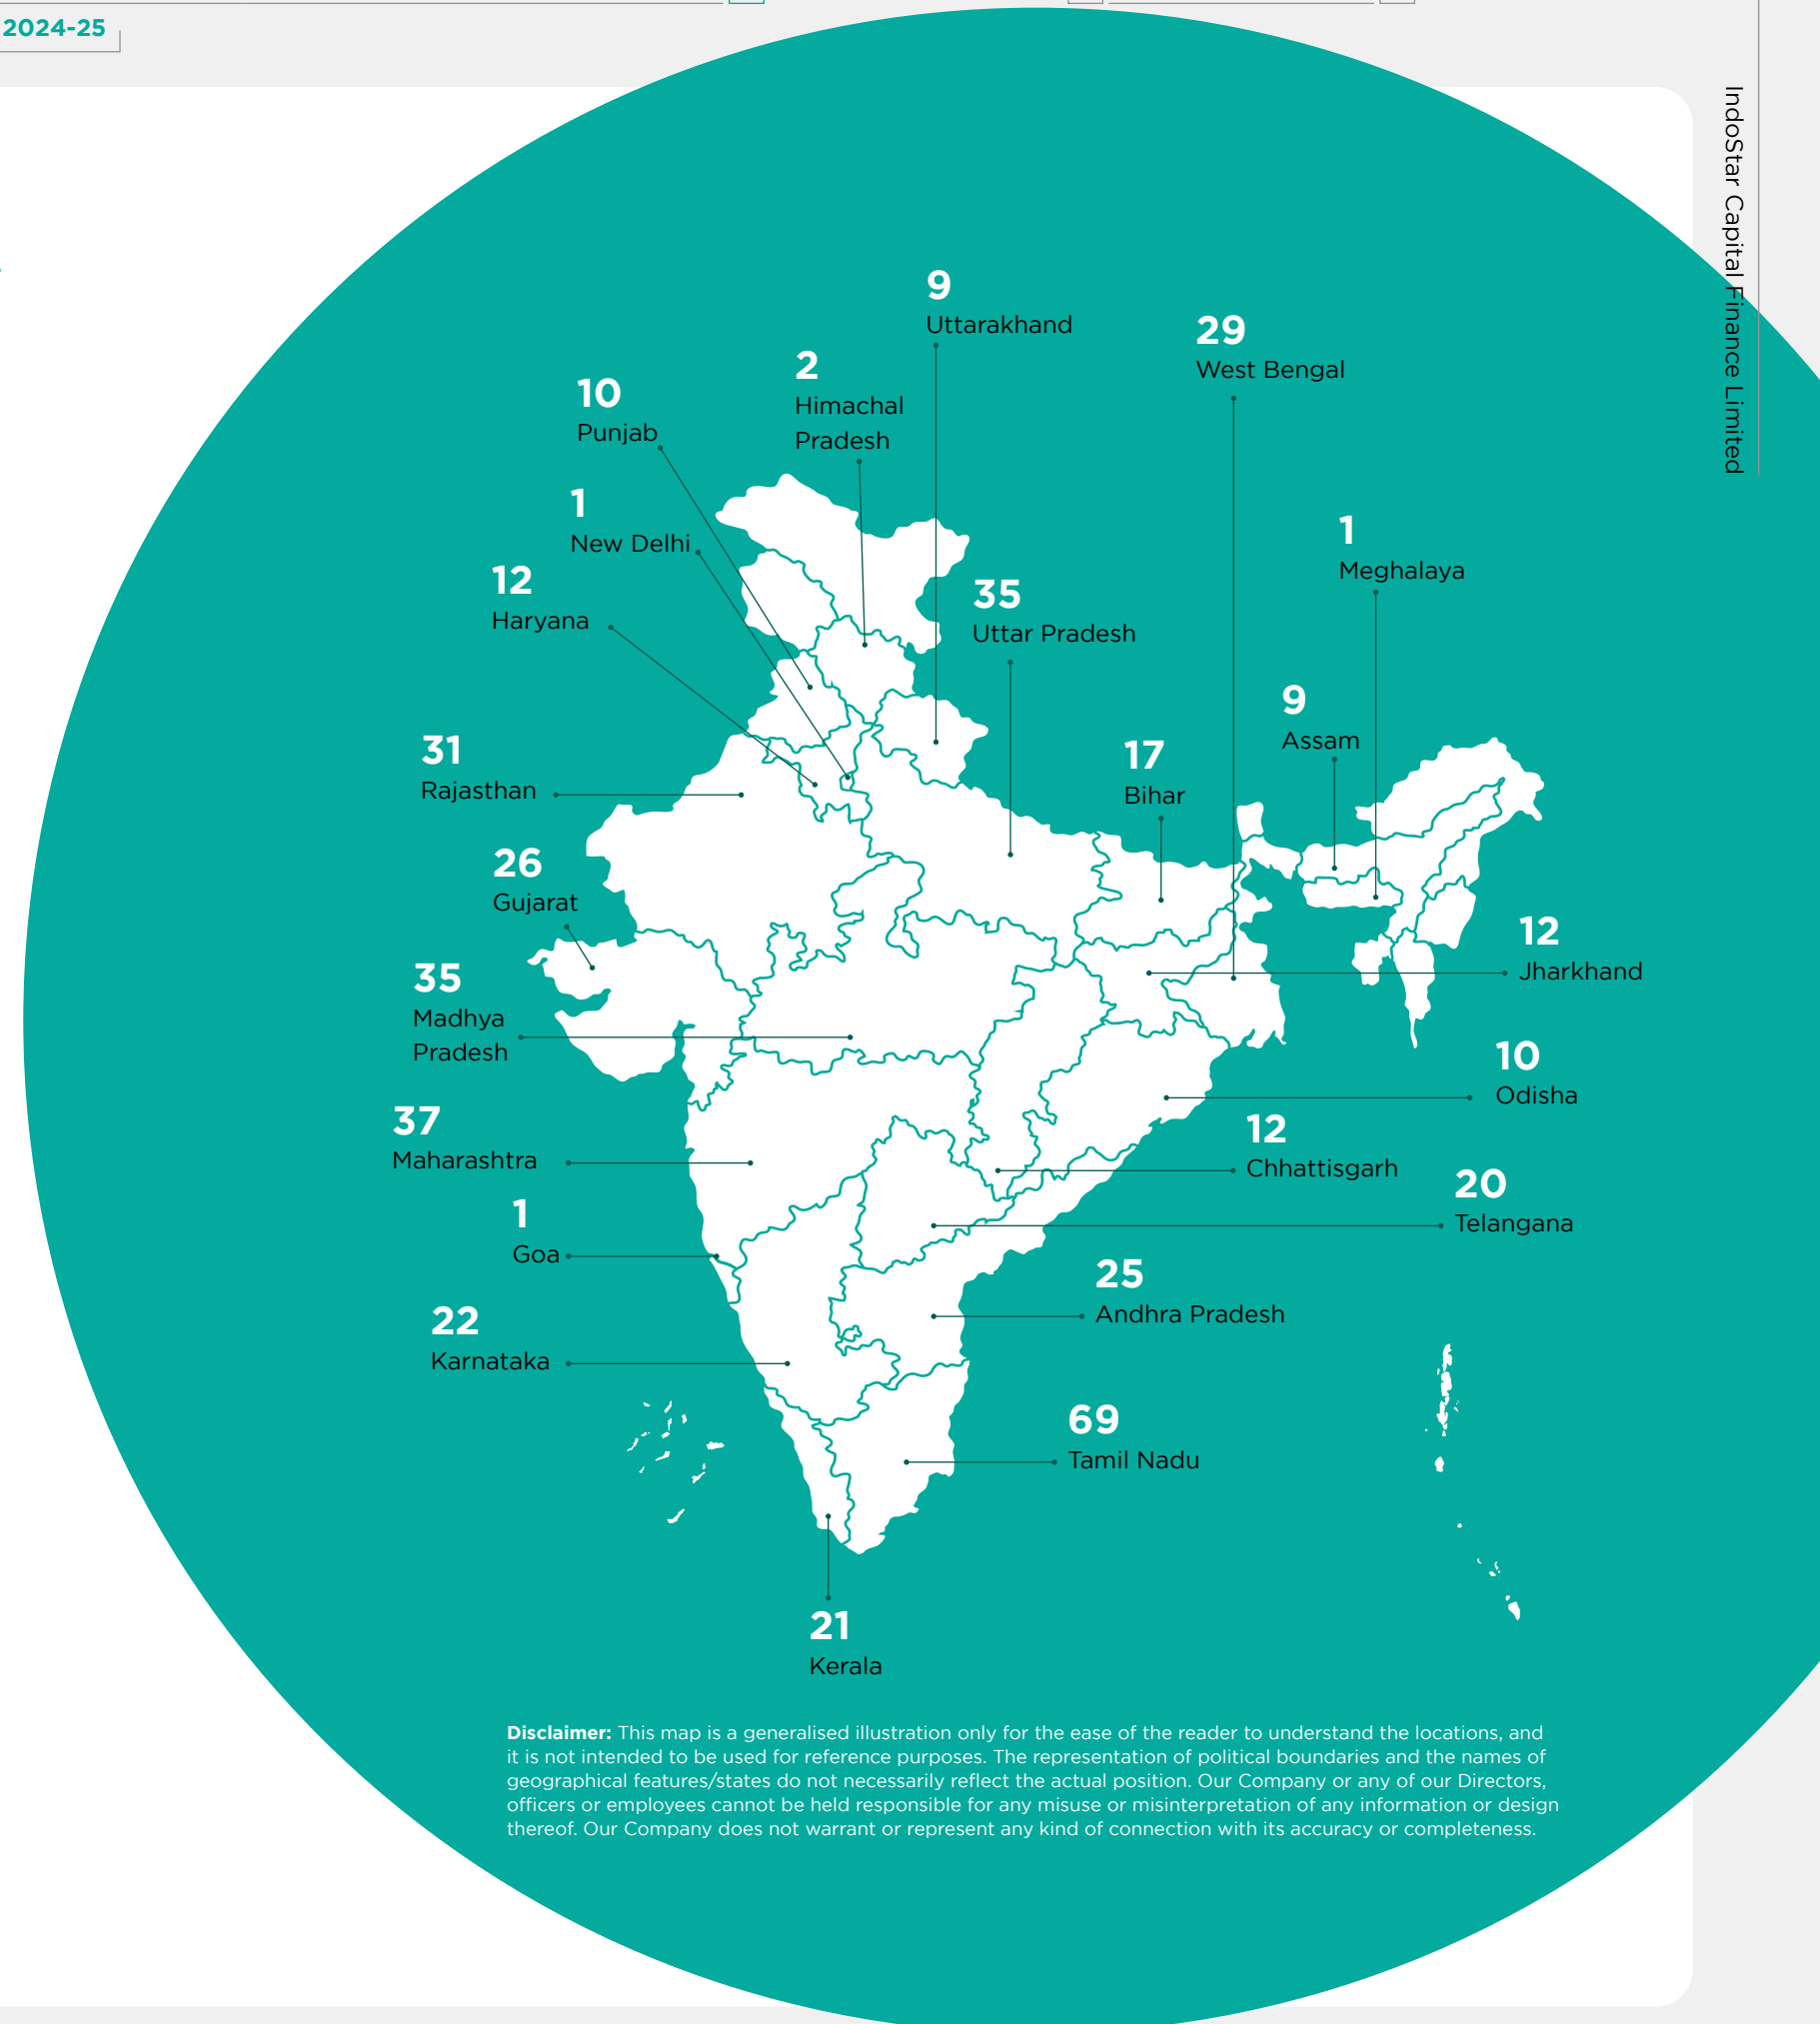 2024-25
IndoStar Capital Finance Limited
9
Uttarakhand
29
West Bengal
2
Himachal
Pradesh
10
Punjab
1
New Delhi
1
Meghalaya
12
Haryana
35
Uttar Pradesh
9
Assam
31
Rajasthan
17
Bihar
26
Gujarat
12
Jharkhand
35
Madhya
Pradesh
10
Odisha
37
Maharashtra
12
Chhattisgarh
20
Telangana
1
Goa
25
Andhra Pradesh
22
Karnataka
69
Tamil Nadu
21
Kerala
Disclaimer: This map is a generalised illustration only for the ease of the reader to understand the locations, and
it is not intended to be used for reference purposes. The representation of political boundaries and the names of
geographical features/states do not necessarily reflect the actual position. Our Company or any of our Directors,
officers or employees cannot be held responsible for any misuse or misinterpretation of any information or design
thereof. Our Company does not warrant or represent any kind of connection with its accuracy or completeness.